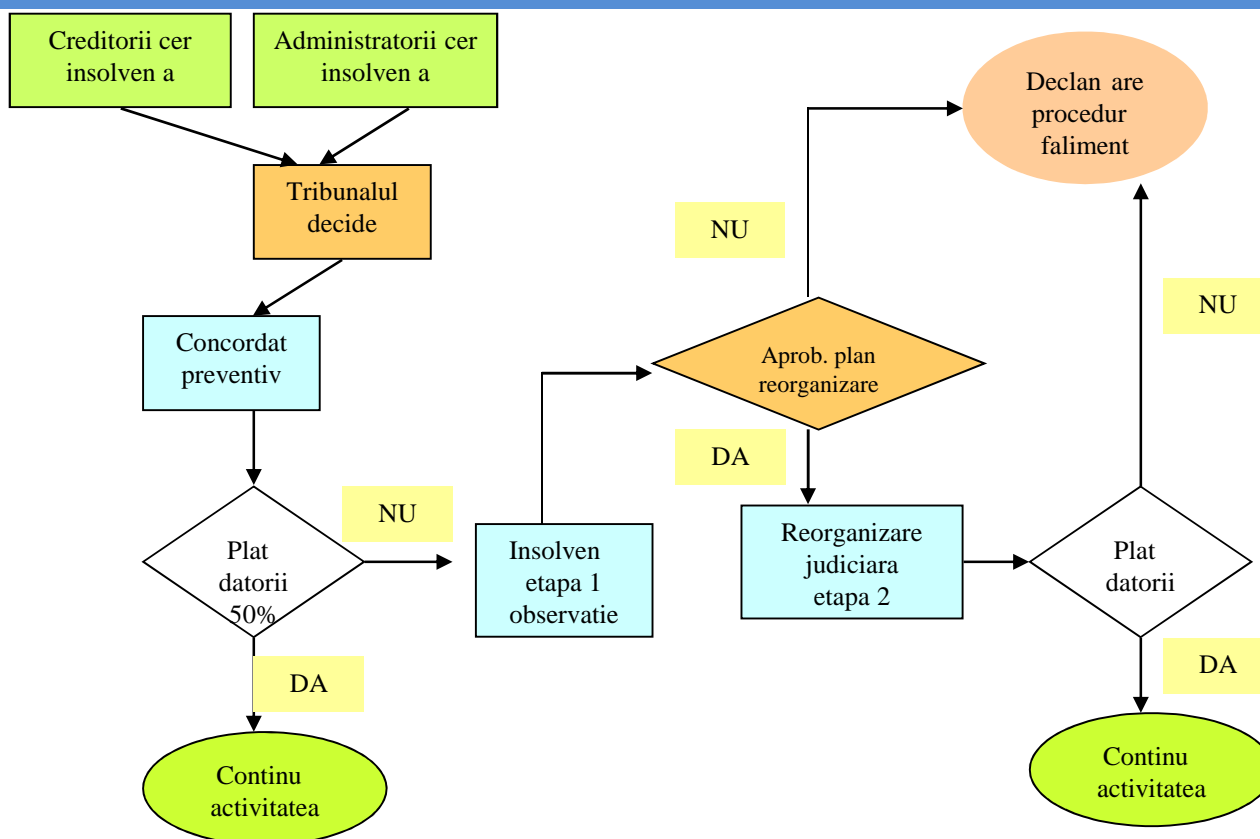 Creditorii cer
insolven a
Administratorii cer
insolven a
Declan are
procedur
faliment
Tribunalul
decide
NU
NU
Concordat
preventiv
Aprob. plan
reorganizare
DA
NU
Plat
datorii
50%
Insolven
etapa 1
observatie
Reorganizare
judiciara
etapa 2
Plat
datorii
DA
DA
Continu
activitatea
Continu
activitatea